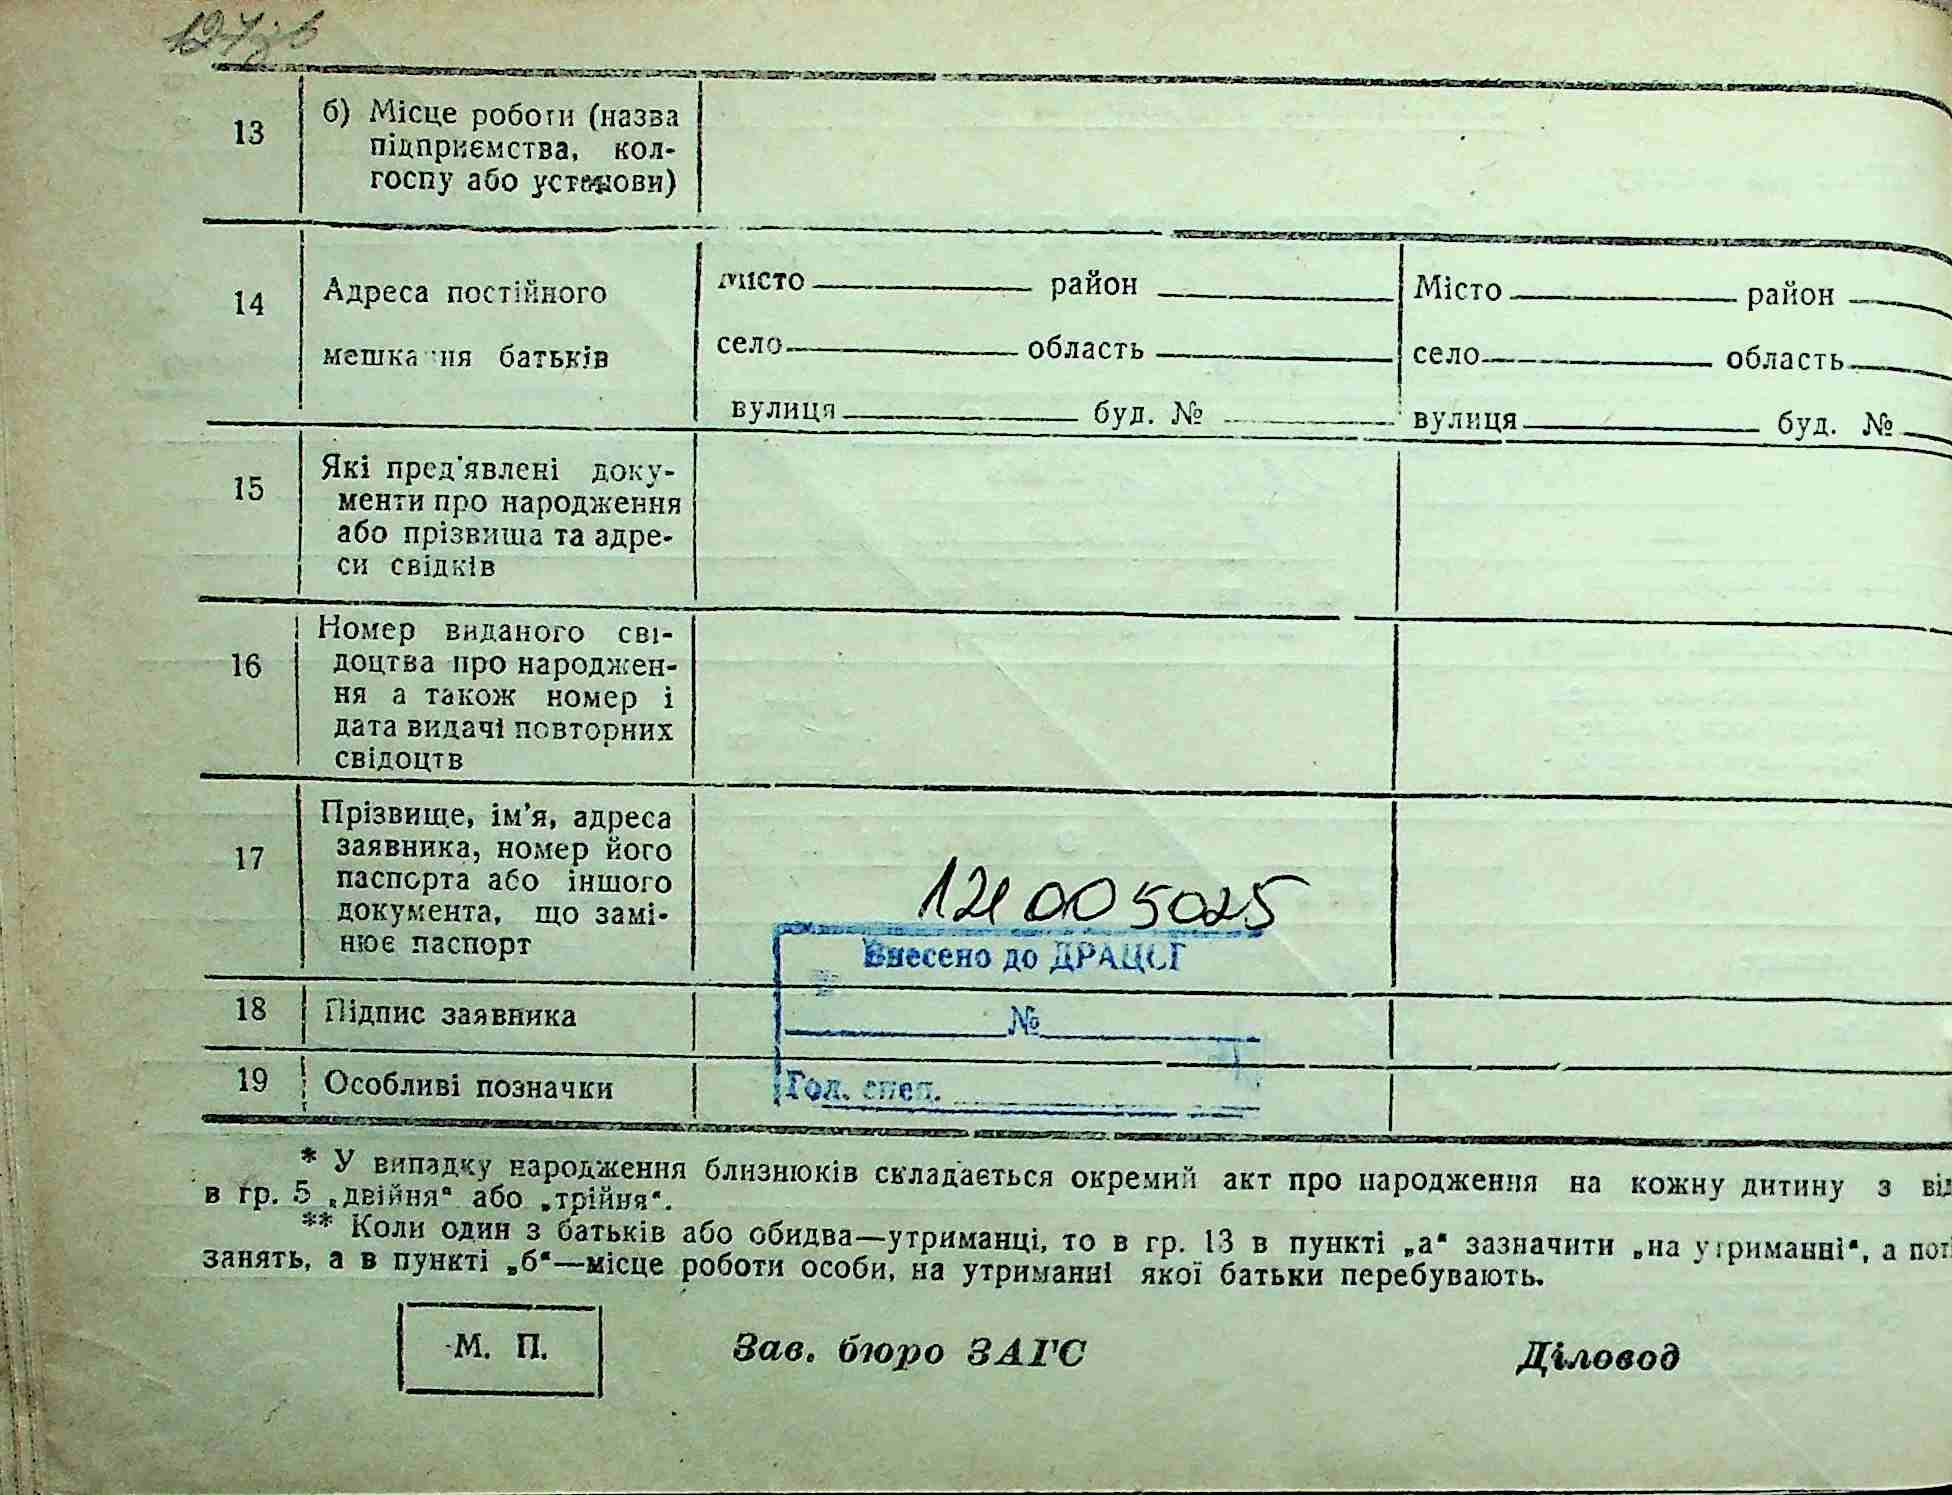 13
б) Місце роботи (назва
підприємства, кол-
госпу або установи)
14
Адреса постійного
мешкання батьків
місто район
село область
вулиця буд. №
Місто район
село область
вулиця буд. №
15
Які пред'явлені доку-
менти про народження
або прізвища та адре-
си свідків
16
Номер виданого сві-
доцтва про народжен-
ня а також номер і
дата видачі повторних
свідоцтв
17
Прізвище, ім'я, адреса
заявника, номер його
паспорта або іншого
документа, що замі-
нює паспорт
121005025
Внесено до ДРАЦСГ
№
Гол. спец.
18
Підпис заявника
19
Особливі позначки
* У випадку народження близнюків складається окремий акт про народження на кожну дитину з від
в гр. 5 „двійня“ або „трійня“.
** Коли один з батьків або обидва—утриманці, то в гр. 13 в пункті „а“ зазначити „на утриманні“, а поті
занять, а в пункті „б“—місце роботи особи, на утриманні якої батьки перебувають.
М. П.
Зав. бюро ЗАГС
Діловод